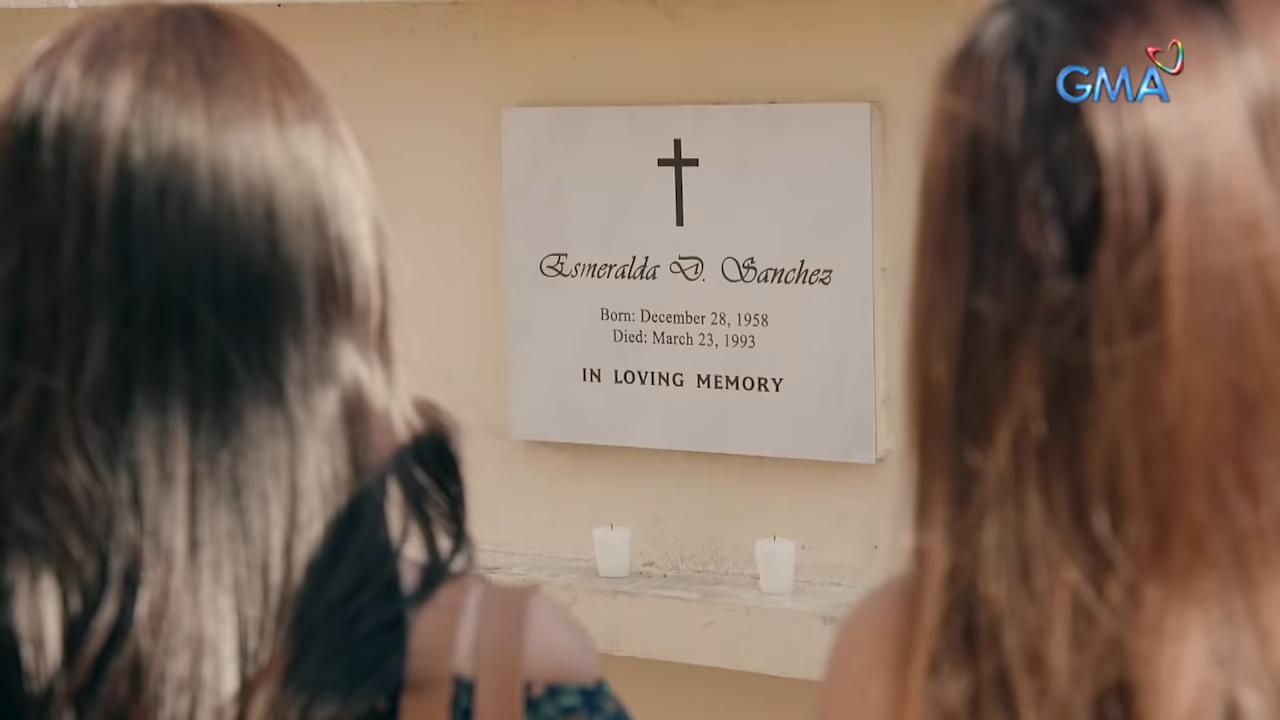 GMA
Esmeralda D. Sanchez
Born: December 28, 1958
Died: March 23, 1993
IN LOVING MEMORY